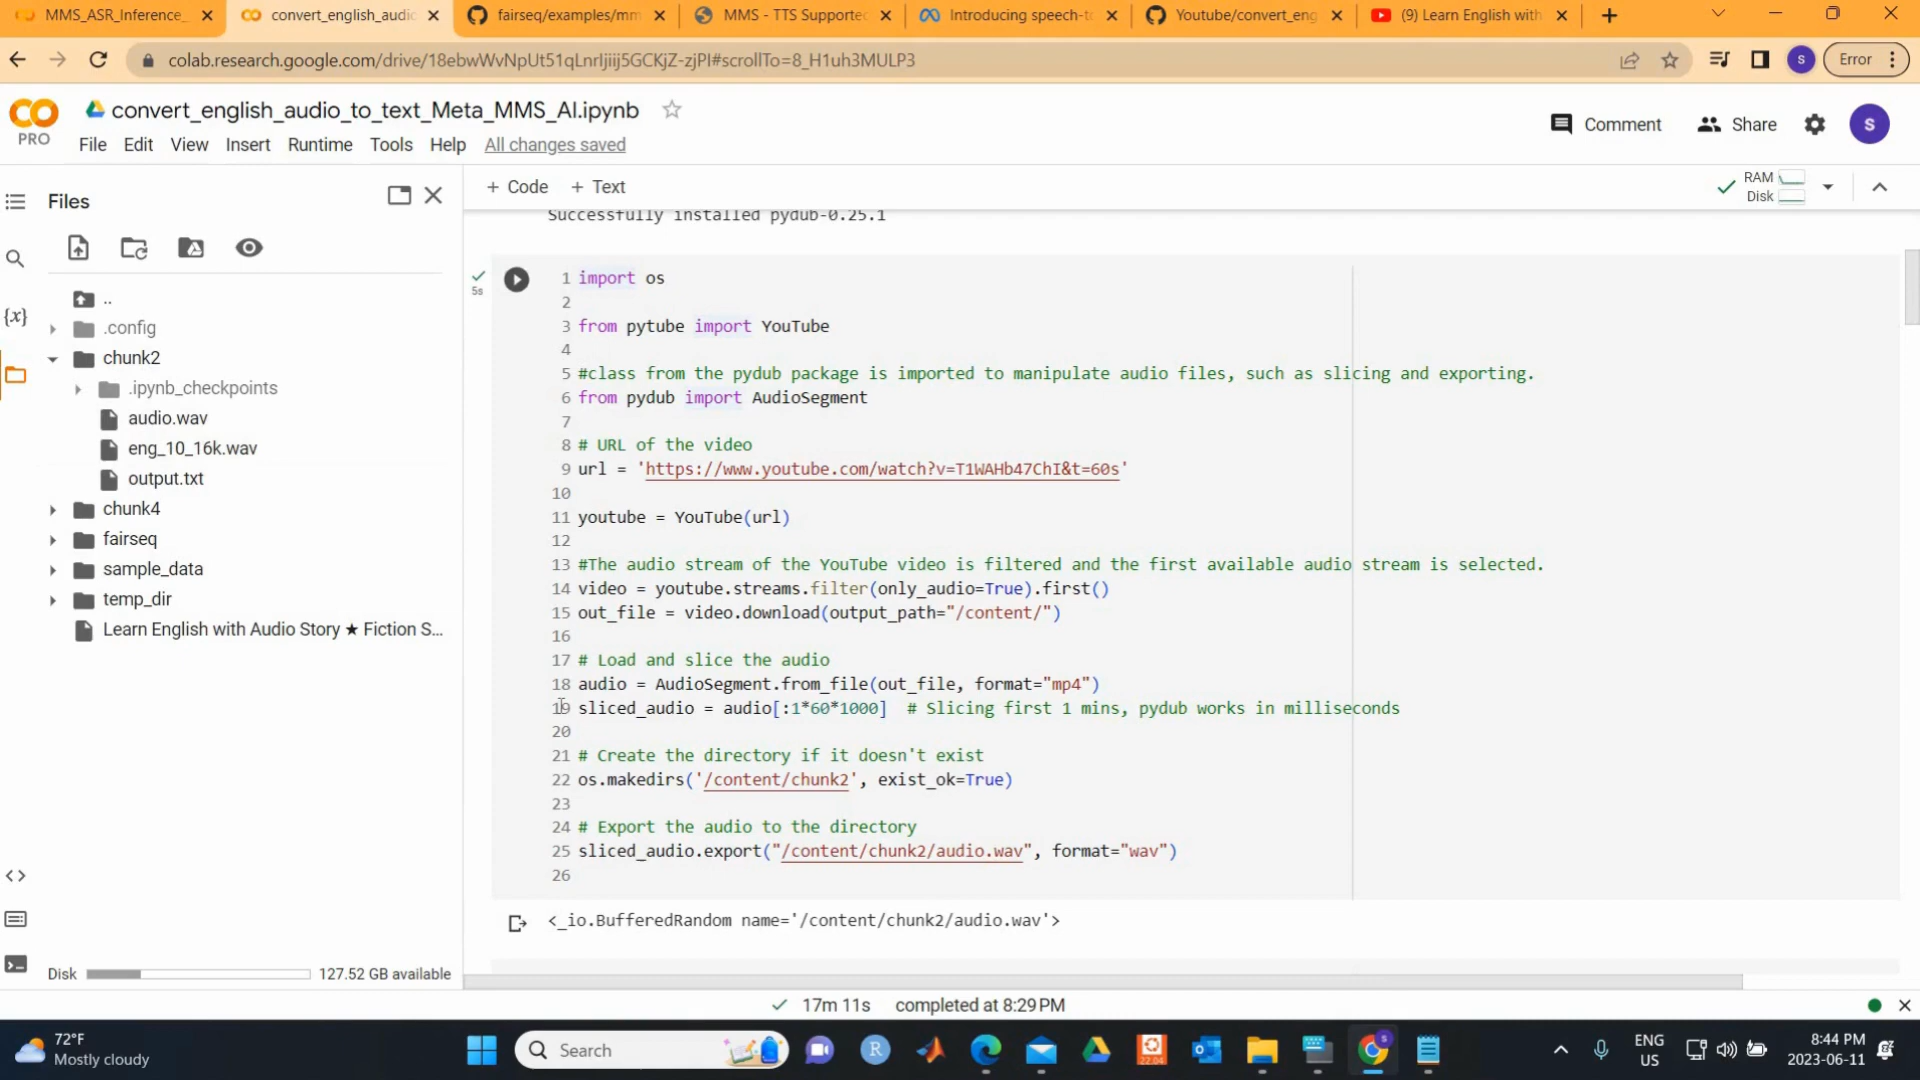 MMS_ASR_Inference_
convert_english_audio
fairseq/examples/mm
MMS - TTS Supported
Introducing speech-to
Youtube/convert_eng
(9) Learn English with
colab.research.google.com/drive/18ebwWvNpUt51qLnrIjiij5GCKjZ-zjPI#scrollTo=8_H1uh3MULP3
S
Error
PRO
convert_english_audio_to_text_Meta_MMS_AI.ipynb
Comment
Share
S
File Edit View Insert Runtime Tools Help All changes saved
Files
+ Code + Text
RAM
Disk
Successfully installed pydub-0.25.1
..
.config
chunk2
.ipynb_checkpoints
audio.wav
eng_10_16k.wav
output.txt
chunk4
fairseq
sample_data
temp_dir
Learn English with Audio Story ★ Fiction S...
{x}
Disk 127.52 GB available
5s
1 import os
2
3 from pytube import YouTube
4
5 #class from the pydub package is imported to manipulate audio files, such as slicing and exporting.
6 from pydub import AudioSegment
7
8 # URL of the video
9 url = 'https://www.youtube.com/watch?v=T1WAHb47ChI&t=60s'
10
11 youtube = YouTube(url)
12
13 #The audio stream of the YouTube video is filtered and the first available audio stream is selected.
14 video = youtube.streams.filter(only_audio=True).first()
15 out_file = video.download(output_path="/content/")
16
17 # Load and slice the audio
18 audio = AudioSegment.from_file(out_file, format="mp4")
19 sliced_audio = audio[:1*60*1000]  # Slicing first 1 mins, pydub works in milliseconds
20
21 # Create the directory if it doesn't exist
22 os.makedirs('/content/chunk2', exist_ok=True)
23
24 # Export the audio to the directory
25 sliced_audio.export("/content/chunk2/audio.wav", format="wav")
26
<_io.BufferedRandom name='/content/chunk2/audio.wav'>
17m 11s completed at 8:29 PM
72°F
Mostly cloudy
Search
R
22.04
ENG
US
8:44 PM
2023-06-11